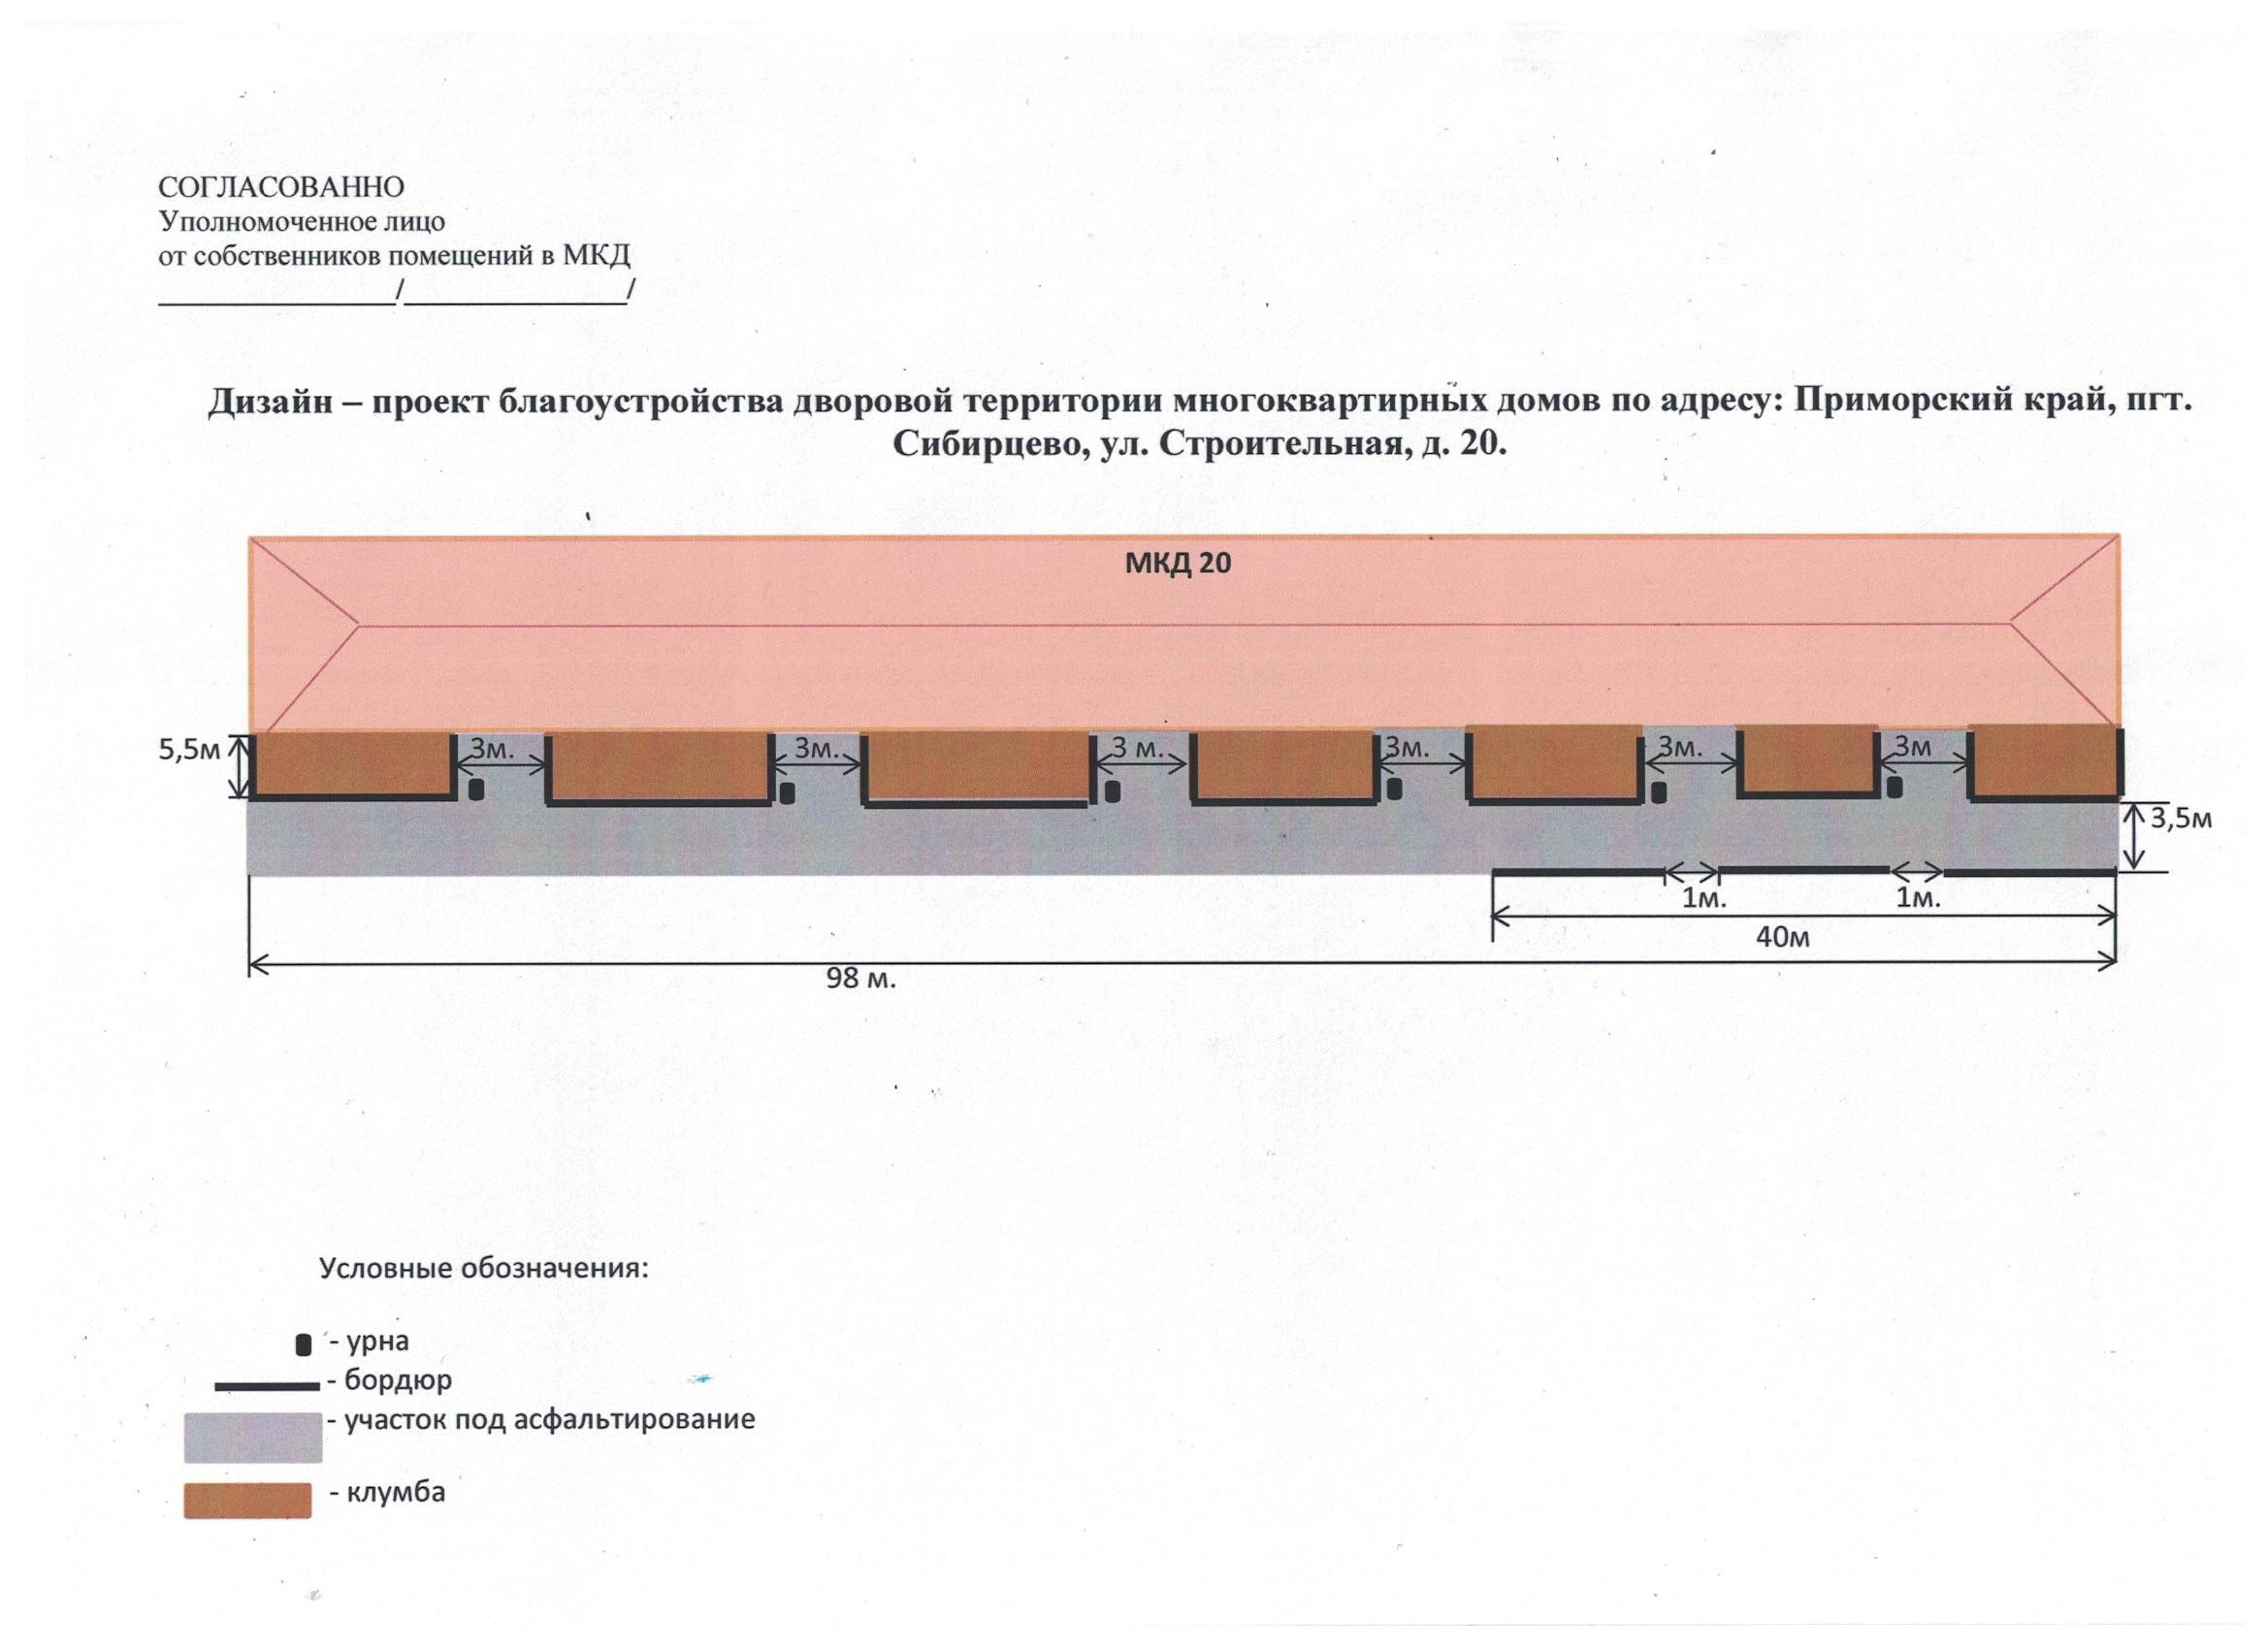 СОГЛАСОВАННО
Уполномоченное лицо
от собственников помещений в МКД
_______________/______________/
Дизайн – проект благоустройства дворовой территории многоквартирных домов по адресу: Приморский край, пгт.
Сибирцево, ул. Строительная, д. 20.
МКД 20
5,5м
3м.
3м.
3 м.
3м.
3м.
3м
3,5м
1м.
1м.
40м
98 м.
Условные обозначения:
- урна
- бордюр
- участок под асфальтирование
- клумба